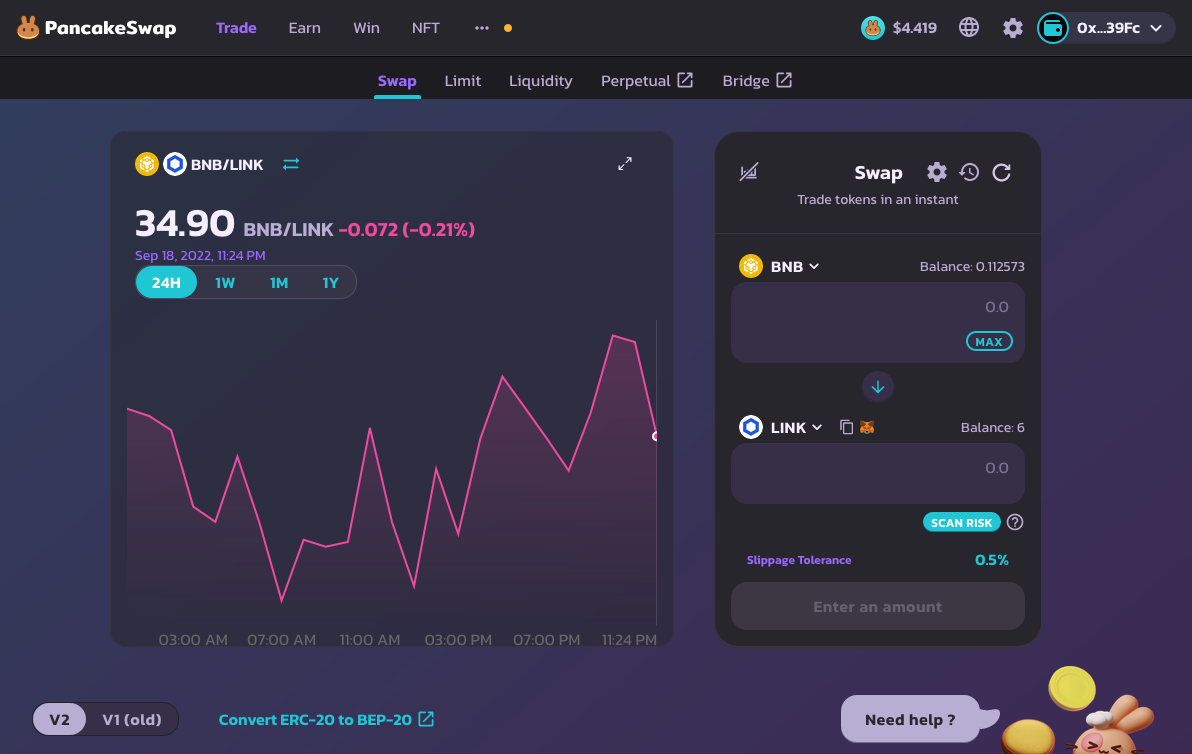 PancakeSwap Trade Earn Win NFT ... $4.419 0x...39Fc
Swap Limit Liquidity Perpetual Bridge
BNB/LINK
34.90 BNB/LINK -0.072 (-0.21%)
Sep 18, 2022, 11:24 PM
24H 1W 1M 1Y
03:00 AM 07:00 AM 11:00 AM 03:00 PM 07:00 PM 11:24 PM
Swap
Trade tokens in an instant
BNB Balance: 0.112573
0.0
MAX
LINK Balance: 6
0.0
SCAN RISK ?
Slippage Tolerance 0.5%
Enter an amount
V2 V1 (old) Convert ERC-20 to BEP-20
Need help ?